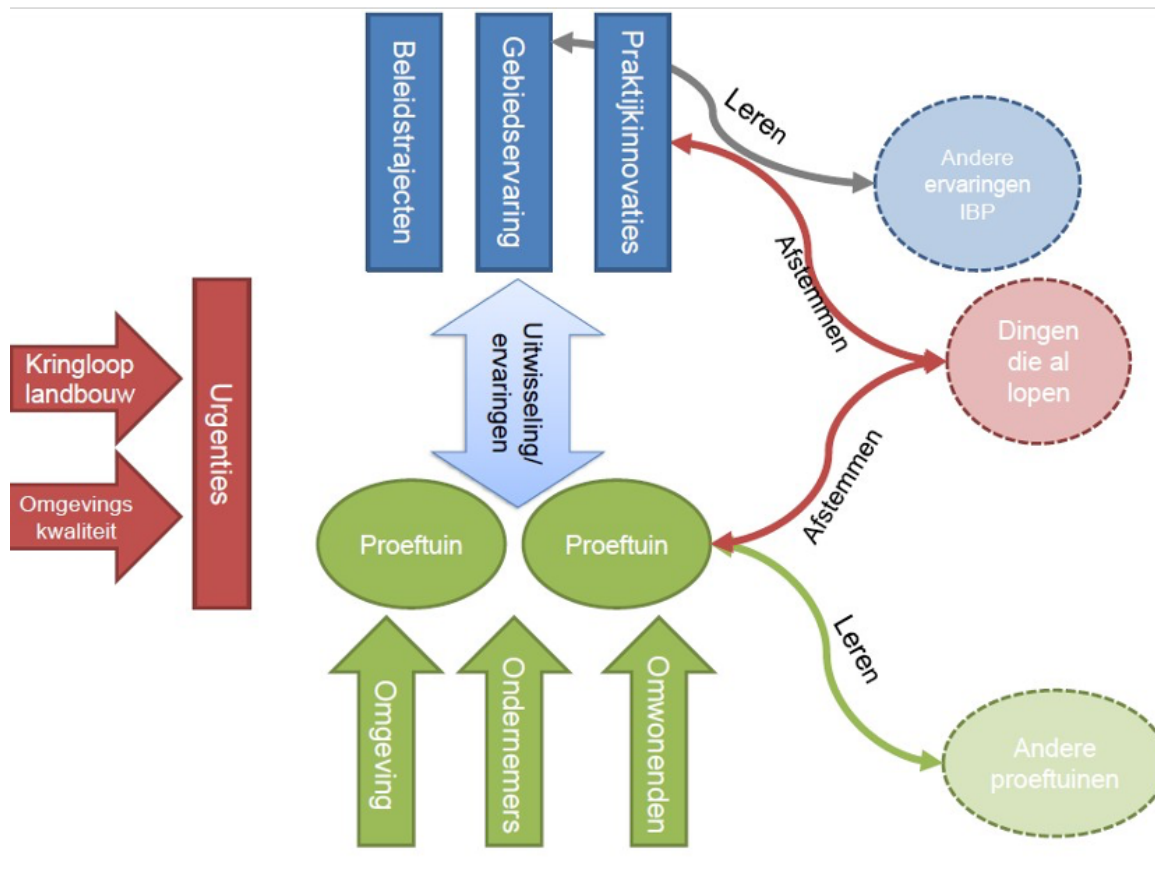 Beleidstrajecten
Gebiedservaring
Praktijkinnovaties
Leren
Andere
ervaringen
IBP
Afstemmen
Dingen
die al
lopen
Kringloop
landbouw
Omgevings
kwaliteit
Urgenties
Uitwisseling/
ervaringen
Afstemmen
Proeftuin
Proeftuin
Leren
Omgeving
Ondernemers
Omwonenden
Andere
proeftuinen